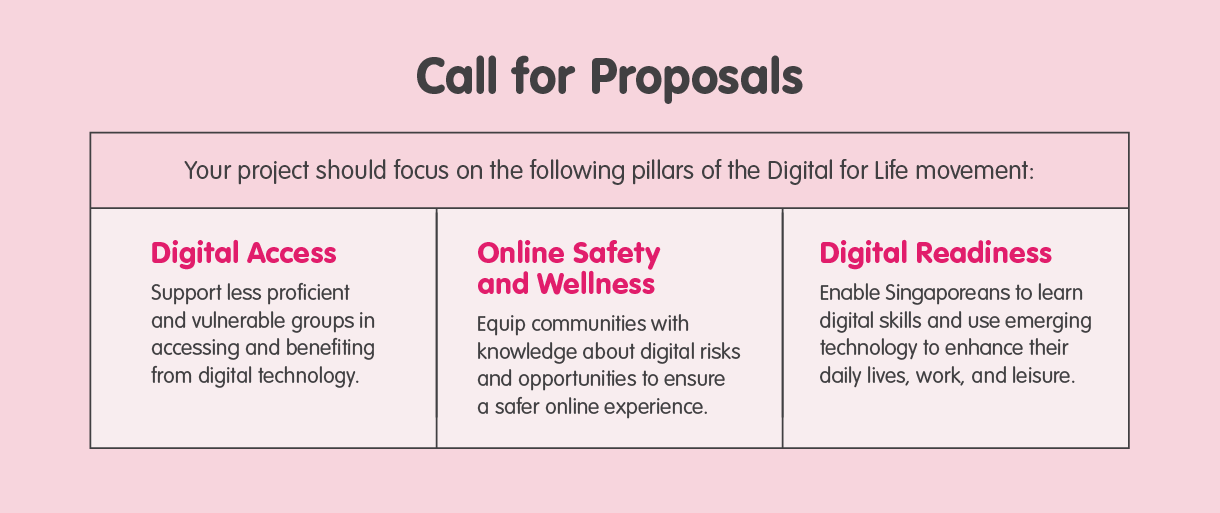 Call for Proposals
Your project should focus on the following pillars of the Digital for Life movement:
Digital Access
Support less proficient
and vulnerable groups in
accessing and benefiting
from digital technology.
Online Safety
and Wellness
Equip communities with
knowledge about digital risks
and opportunities to ensure
a safer online experience.
Digital Readiness
Enable Singaporeans to learn
digital skills and use emerging
technology to enhance their
daily lives, work, and leisure.